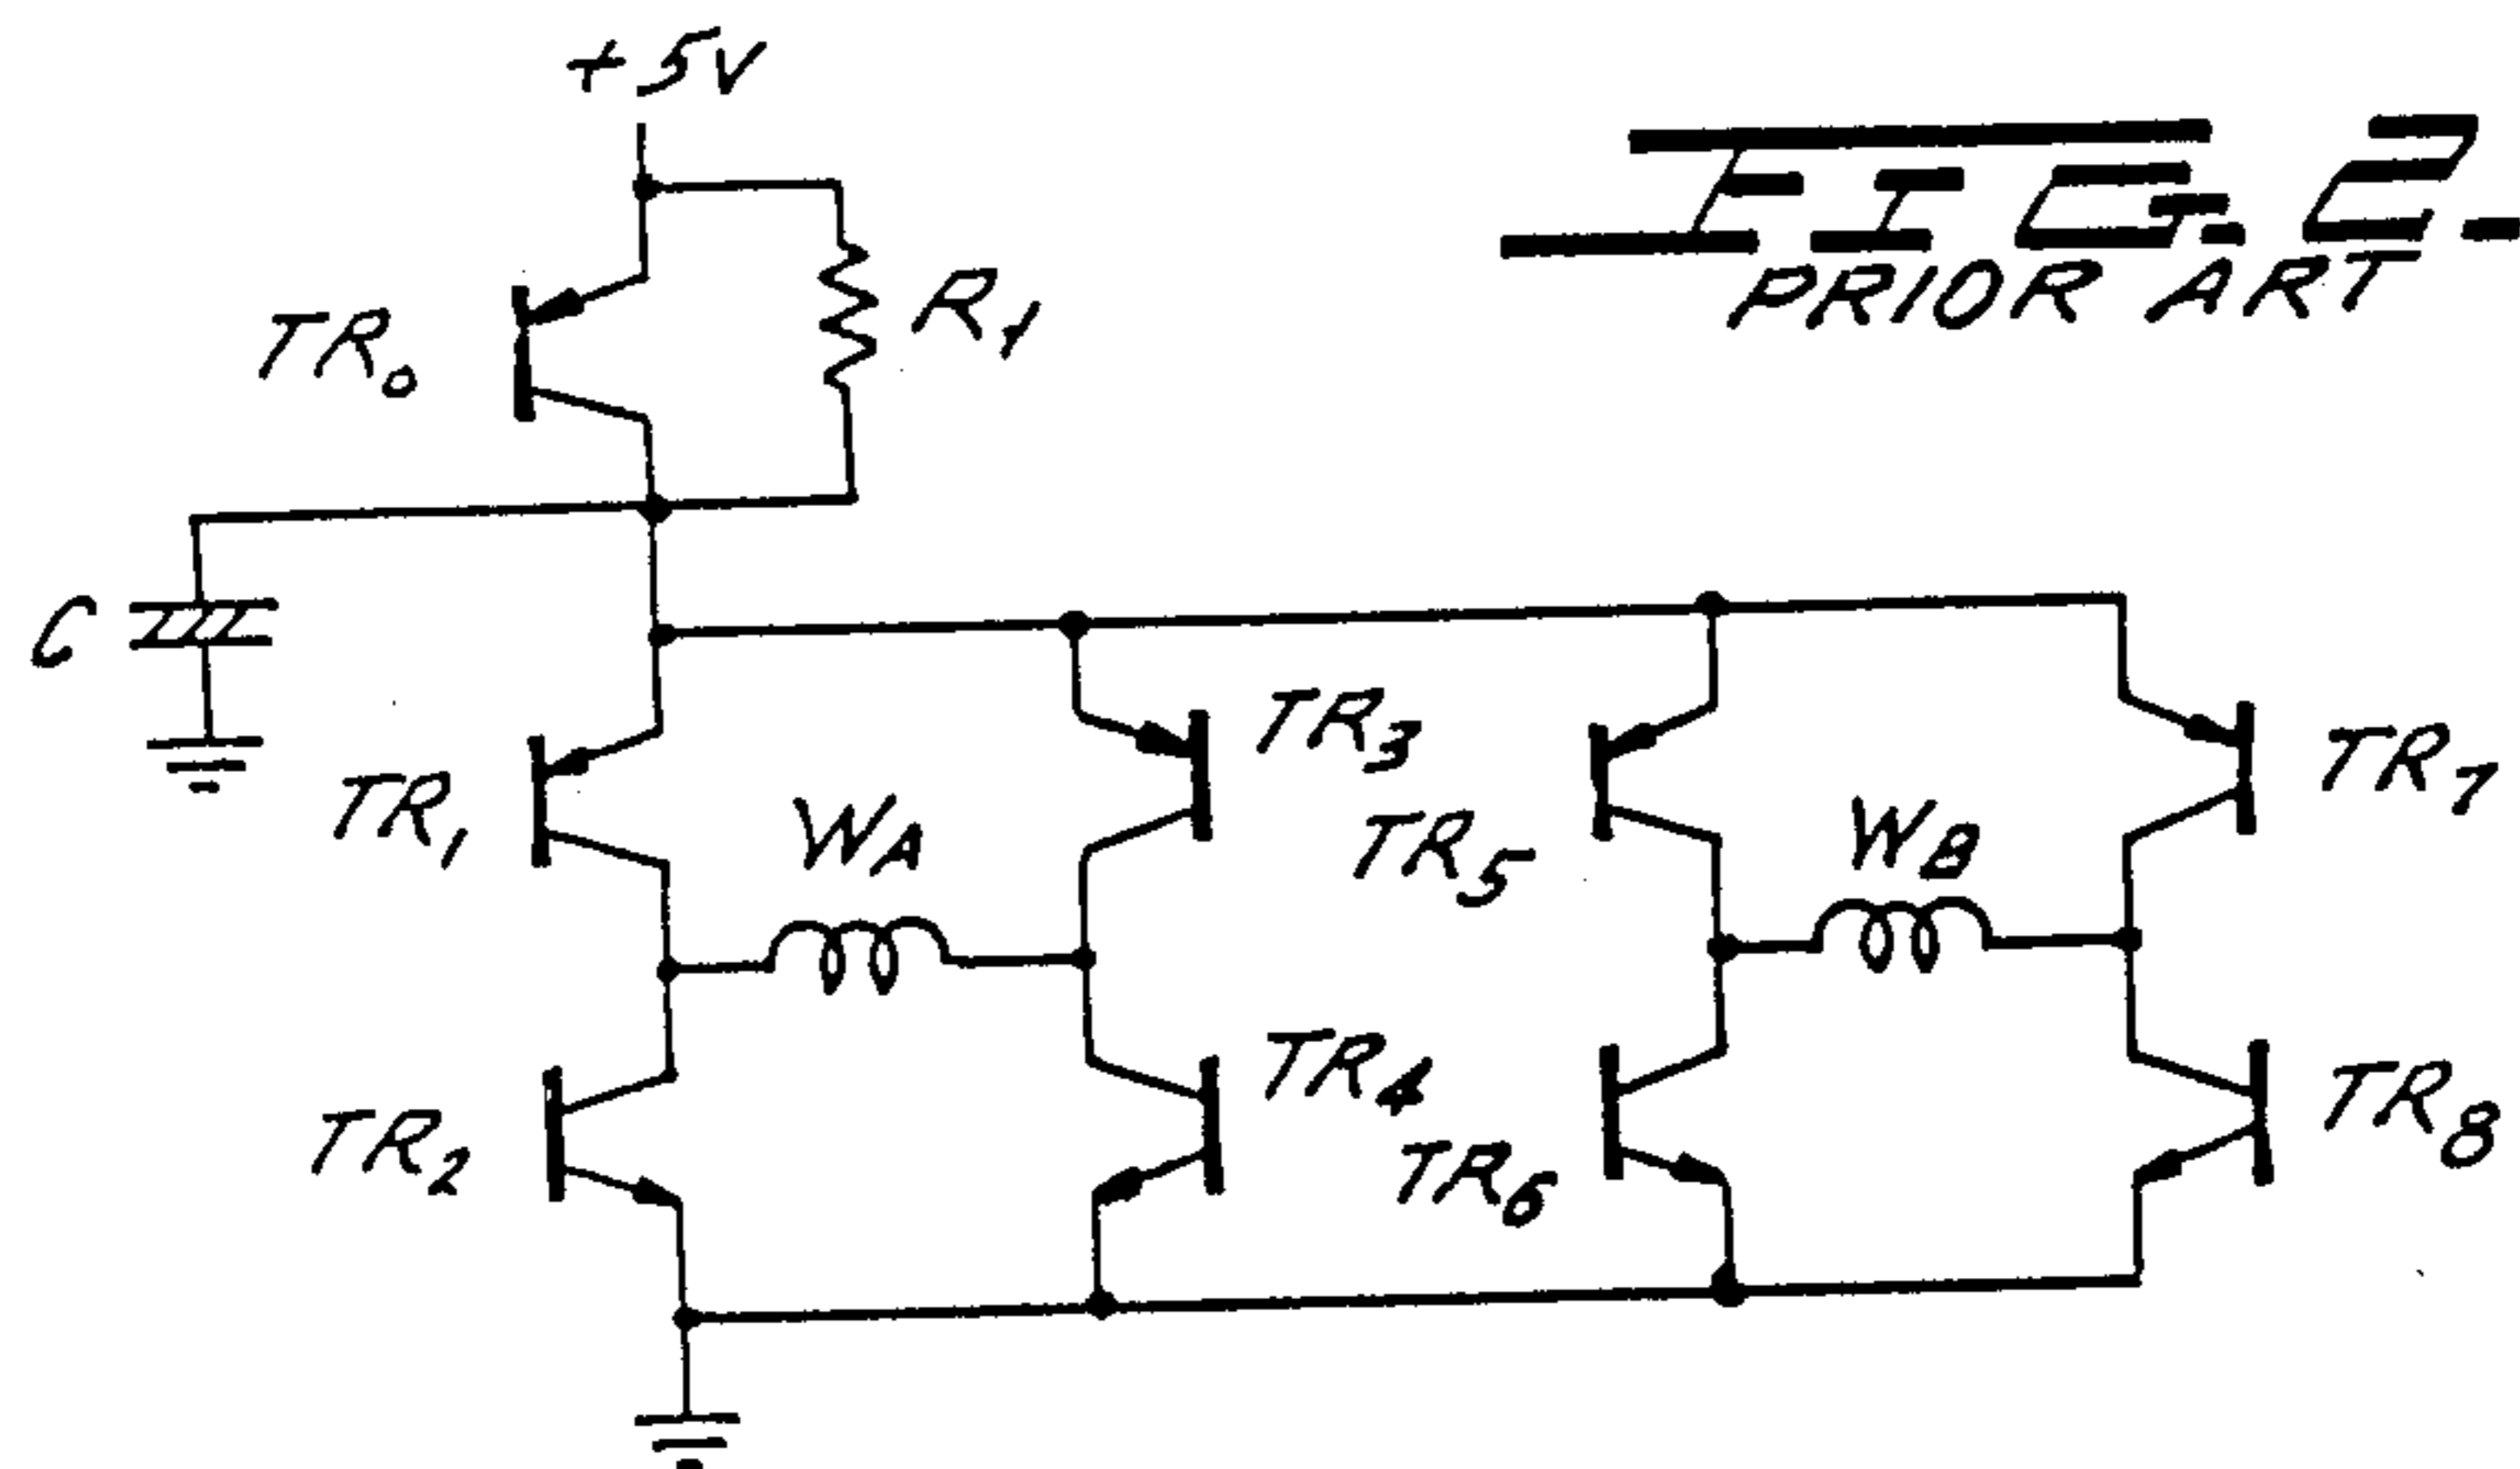 +5V
FIG. 2.
PRIOR ART
TR0
R1
C
TR1
WA
TR3
TR5
WB
TR7
TR2
TR4
TR6
TR8